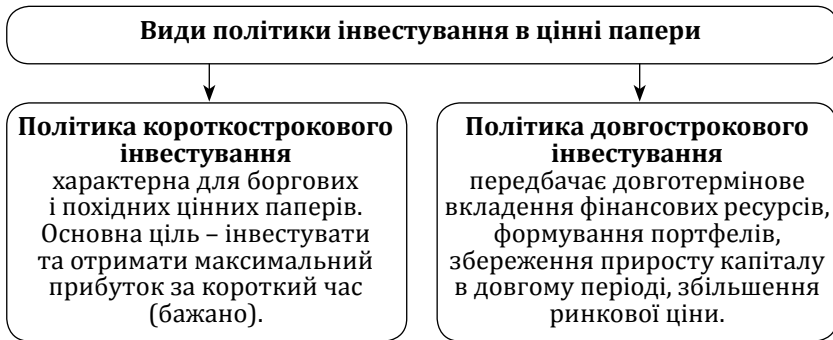 Види політики інвестування в цінні папери
Політика короткострокового
інвестування
характерна для боргових
і похідних цінних паперів.
Основна ціль – інвестувати
та отримати максимальний
прибуток за короткий час
(бажано).
Політика довгострокового
інвестування
передбачає довготермінове
вкладення фінансових ресурсів,
формування портфелів,
збереження приросту капіталу
в довгому періоді, збільшення
ринкової ціни.